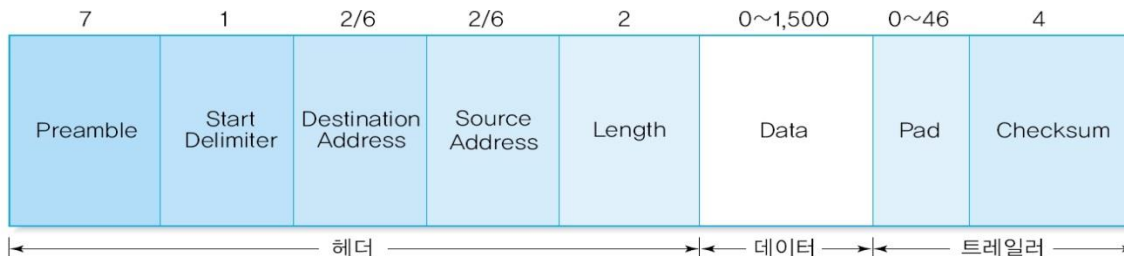 7 1 2/6 2/6 2 0~1,500 0~46 4
Preamble
Start
Delimiter
Destination
Address
Source
Address
Length
Data
Pad
Checksum
헤더 데이터 트레일러